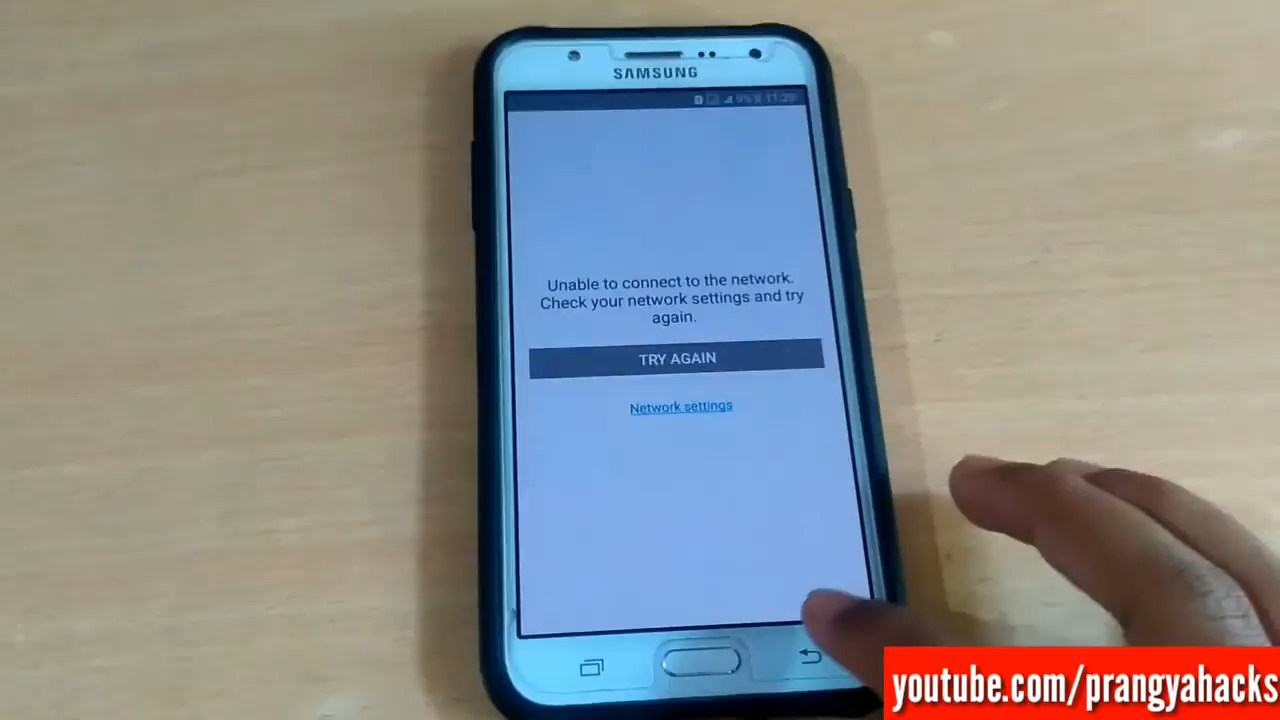 SAMSUNG
Unable to connect to the network.
Check your network settings and try
again.
TRY AGAIN
Network settings
youtube.com/prangyahacks